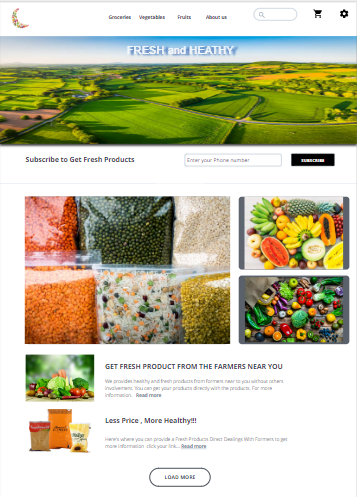 Groceries Vegetables Fruits About us
FRESH and HEATHY
Subscribe to Get Fresh Products
Enter your Phone number
SUBSCRIBE
GET FRESH PRODUCT FROM THE FARMERS NEAR YOU
We provides healthy and fresh products from farmers near to you without others
involvements. You can get your products directly with the products. For more
information. Read more
Less Price , More Healthy!!!
Here's where you can provide a Fresh Products Direct Dealings With Farmers to get
more information click your link... Read more
LOAD MORE